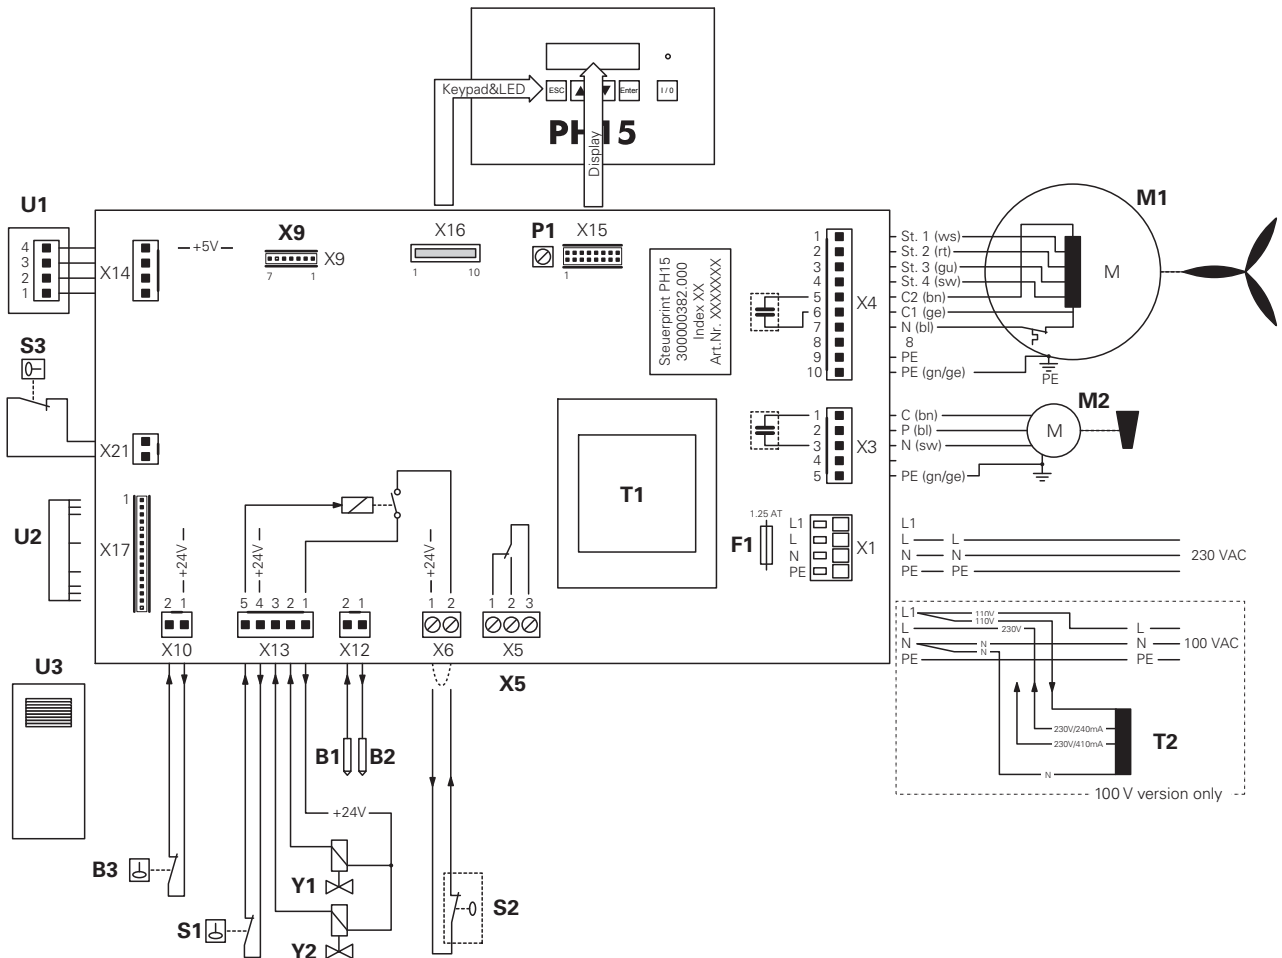 Keypad&LED
ESC
Enter
I / 0
PH15
Display
U1
4
3
2
1
X14
+5V
X9
X9
7 1
X16
1 10
P1
X15
1
Steuerprint PH15
300000382.000
Index XX
Art.Nr. XXXXXXX
1
2
3
4
5
6
7
8
9
10
X4
St. 1 (ws)
St. 2 (rt)
St. 3 (gu)
St. 4 (sw)
C2 (bn)
C1 (ge)
N (bl)
8
PE
PE (gn/ge)
M
M1
PE
S3
X21
1
2
3
4
5
X3
C (bn)
P (bl)
N (sw)
PE (gn/ge)
M
M2
T1
U2
1
X17
+24V
2 1
X10
+24V
5 4 3 2 1
X13
2 1
X12
+24V
1 2
X6
1 2 3
X5
X5
1.25 AT
F1
L1
L
N
PE
X1
L1
L L
N N 230 VAC
PE PE
L1 110V
110V
L 230V L
N N N 100 VAC
N
PE PE
230V/240mA
230V/410mA
N
T2
100 V version only
U3
B1
B2
+24V
B3
Y1
S1
Y2
S2